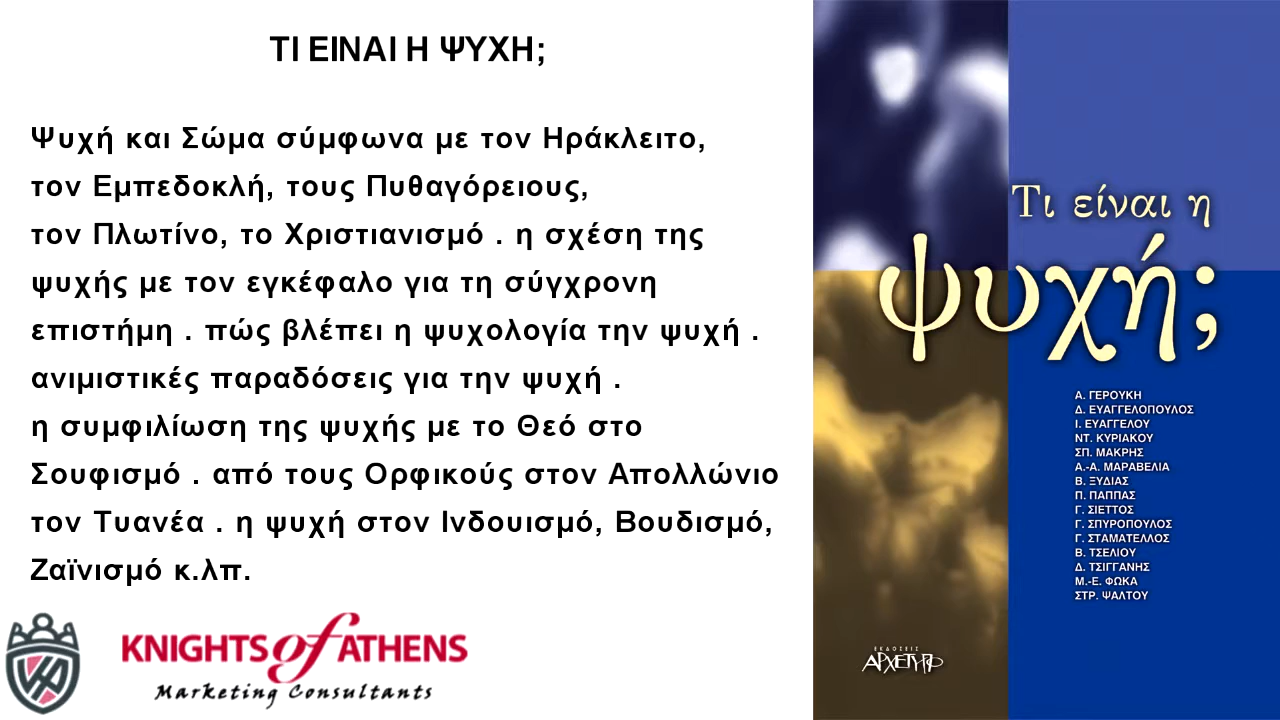 ΤΙ ΕΙΝΑΙ Η ΨΥΧΗ;
Ψυχή και Σώμα σύμφωνα με τον Ηράκλειτο,
τον Εμπεδοκλή, τους Πυθαγόρειους,
τον Πλωτίνο, το Χριστιανισμό . η σχέση της
ψυχής με τον εγκέφαλο για τη σύγχρονη
επιστήμη . πώς βλέπει η ψυχολογία την ψυχή .
ανιμιστικές παραδόσεις για την ψυχή .
η συμφιλίωση της ψυχής με το Θεό στο
Σουφισμό . από τους Ορφικούς στον Απολλώνιο
τον Τυανέα . η ψυχή στον Ινδουισμό, Βουδισμό,
Ζαϊνισμό κ.λπ.
KNIGHTS of ATHENS
Marketing Consultants
Τι είναι η
ψυχή;
Α. ΓΕΡΟΥΚΗ
Δ. ΕΥΑΓΓΕΛΟΠΟΥΛΟΣ
Ι. ΕΥΑΓΓΕΛΟΥ
ΝΤ. ΚΥΡΙΑΚΟΥ
ΣΠ. ΜΑΚΡΗΣ
Α.-Α. ΜΑΡΑΒΕΛΙΑ
Β. ΞΥΔΙΑΣ
Π. ΠΑΠΠΑΣ
Γ. ΣΙΕΤΤΟΣ
Γ. ΣΠΥΡΟΠΟΥΛΟΣ
Γ. ΣΤΑΜΑΤΕΛΛΟΣ
Β. ΤΣΕΛΙΟΥ
Δ. ΤΣΙΓΓΑΝΗΣ
Μ.-Ε. ΦΩΚΑ
ΣΤΡ. ΨΑΛΤΟΥ
ΕΚΔΟΣΕΙΣ
ΑΡΧΕΤΥΠΟ